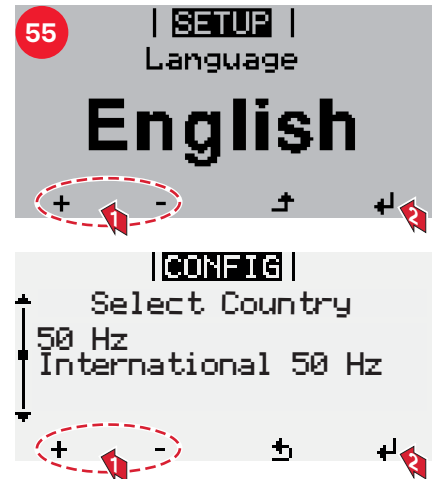 55
SETUP
Language
English
+ -
1 2
CONFIG
Select Country
50 Hz
International 50 Hz
+ -
1 2